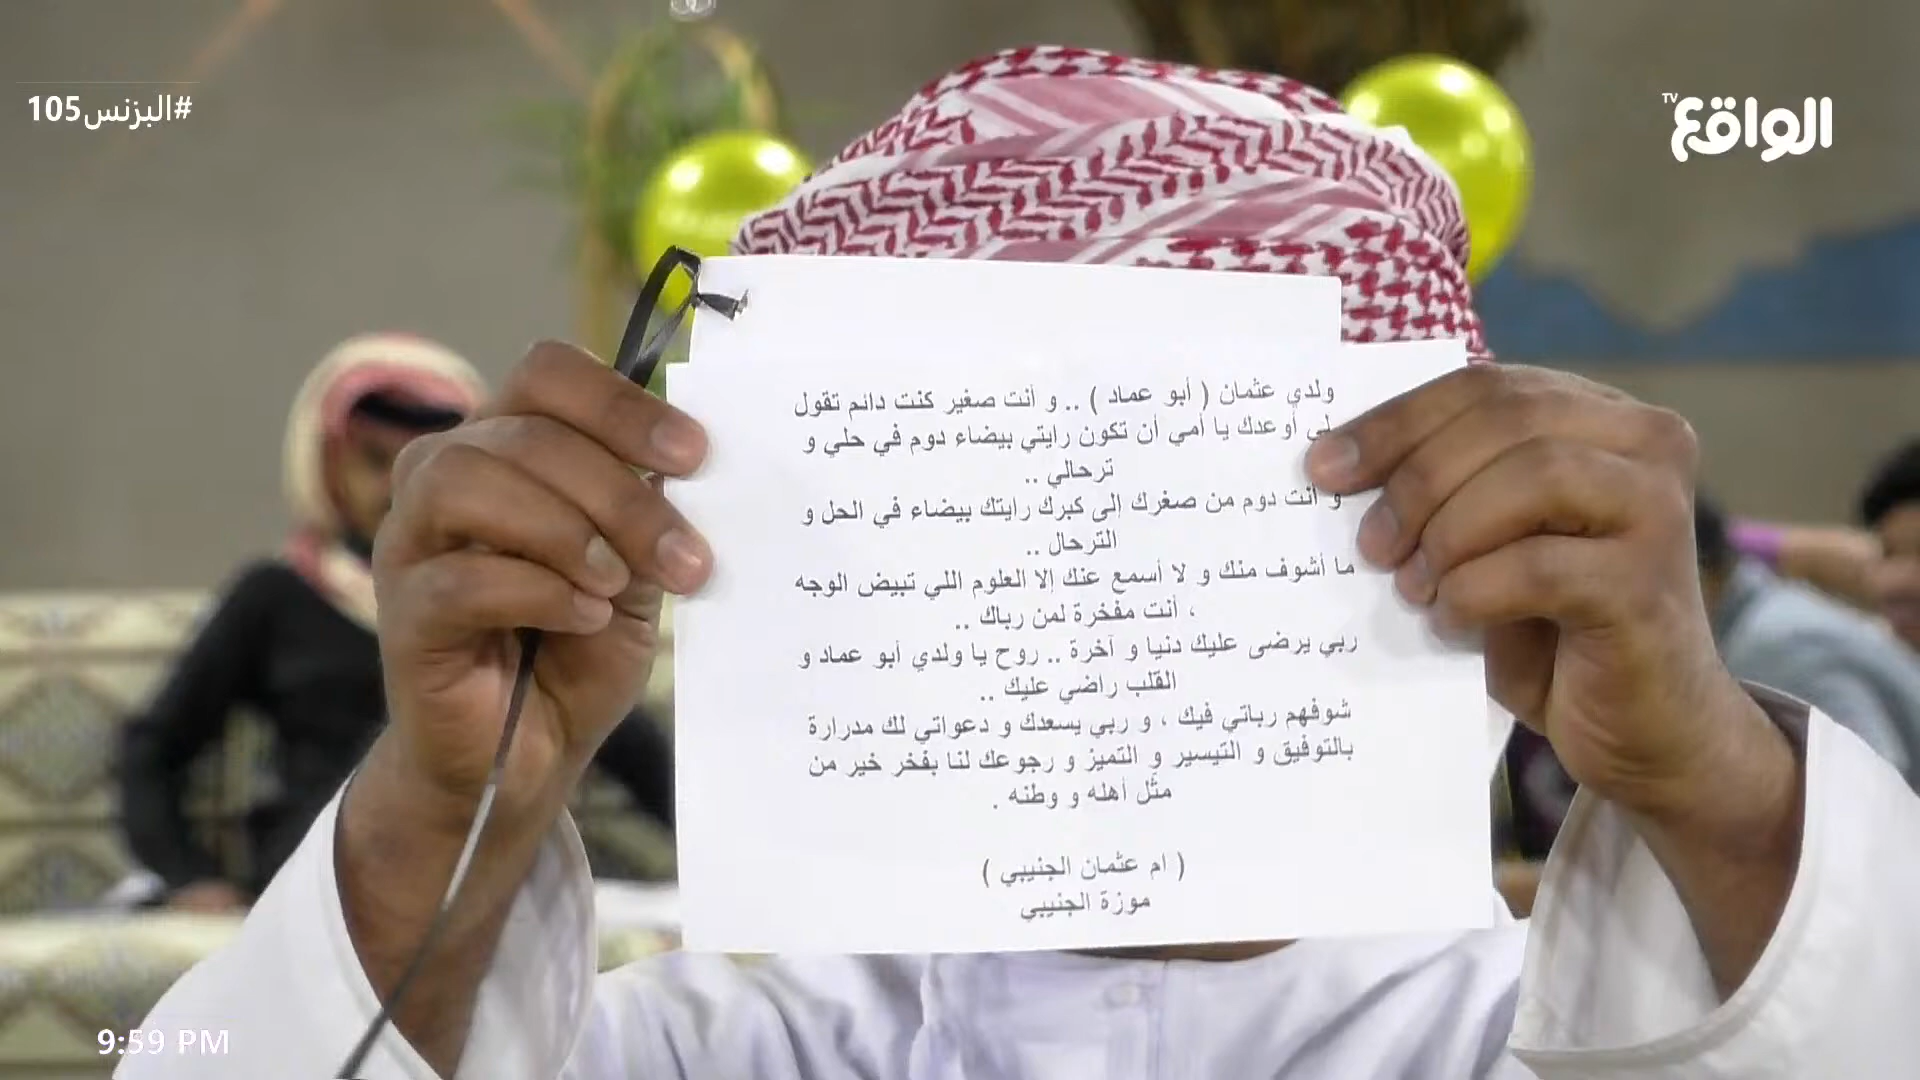 #البزنس105
الواقع TV
ولدي عثمان ( أبو عماد ) .. و أنت صغير كنت دائم تقول
لي أوعدك يا أمي أن تكون رايتي بيضاء دوم في حلي و
ترحالي ..
و أنت دوم من صغرك إلى كبرك رايتك بيضاء في الحل و
الترحال ..
ما أشوف منك و لا أسمع عنك إلا العلوم اللي تبيض الوجه
، أنت مفخرة لمن رباك ..
ربي يرضى عليك دنيا و آخرة .. روح يا ولدي أبو عماد و
القلب راضي عليك ..
شوفهم رباتي فيك ، و ربي يسعدك و دعواتي لك مدرارة
بالتوفيق و التيسير و التميز و رجوعك لنا بفخر خير من
مثّل أهله و وطنه .
( ام عثمان الجنيبي )
موزة الجنيبي
9:59 PM